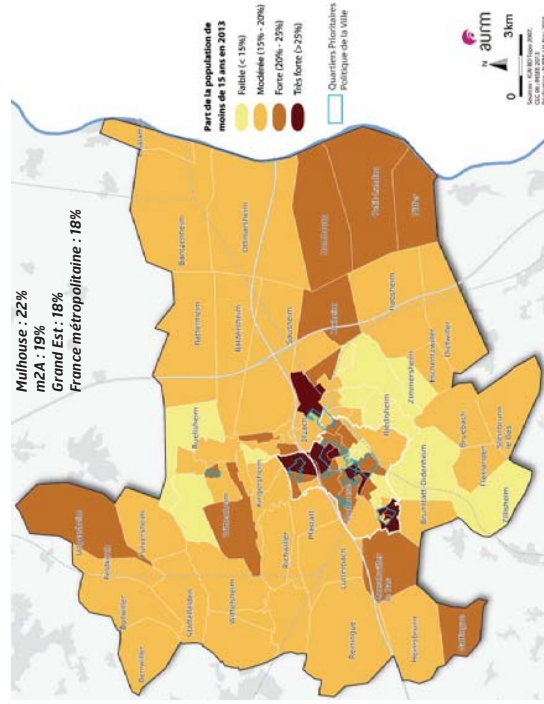 Mulhouse : 22%
m2A : 19%
Grand Est : 18%
France métropolitaine : 18%
Part de la population de
moins de 15 ans en 2013
Faible (< 15%)
Modérée (15% - 20%)
Forte (20% - 25%)
Très forte (>25%)
Quartiers Prioritaires
Politique de la Ville
N
aurm
0
3km
Ungersheim
Feldkirch
Bollwiller
Pulversheim
Berrwiller
Staffelfelden
Wittelsheim
Ruelisheim
Wittenheim
Kingersheim
Richwiller
Pfastatt
Lutterbach
Reiningue
Heimsbrunn
Galfingue
Morschwiller
le Bas
Battenheim
Baldersheim
Sausheim
Illzach
Bantzenheim
Ottmarsheim
Chalampé
Hombourg
Petit-Landau
Niffer
Habsheim
Rixheim
Riedisheim
Zimmersheim
Eschentzwiller
Dietwiller
Brunstatt-Didenheim
Bruebach
Flaxlanden
Steinbrunn
le Bas
Zillisheim